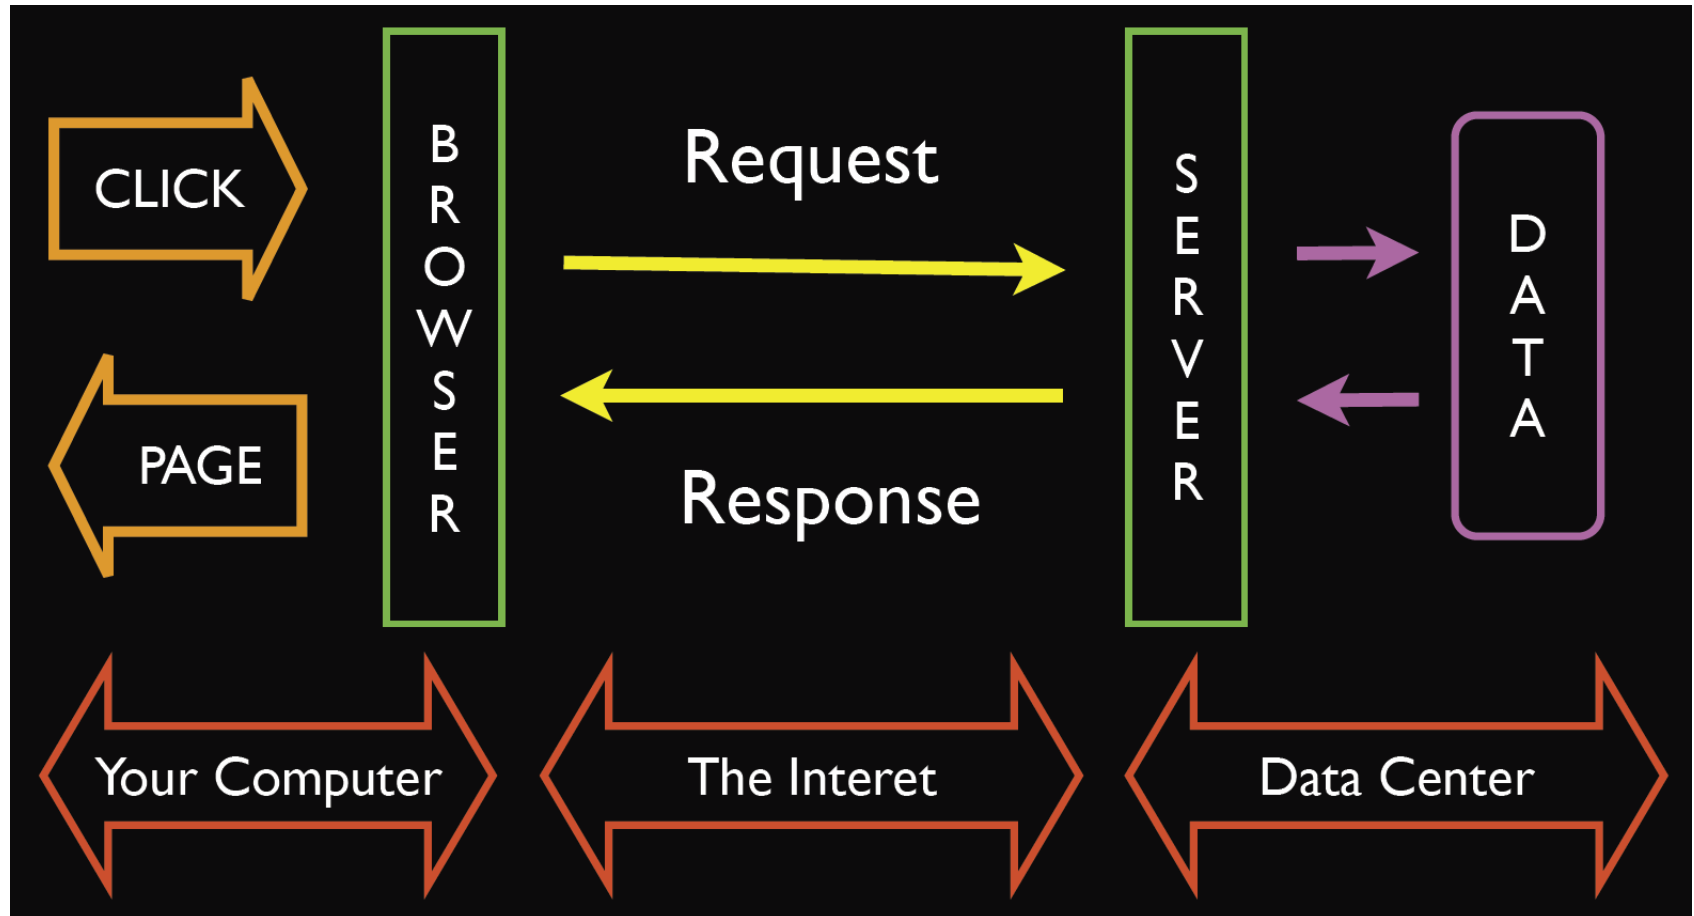 CLICK
PAGE
BROWSER
Request
Response
SERVER
DATA
Your Computer
The Interet
Data Center